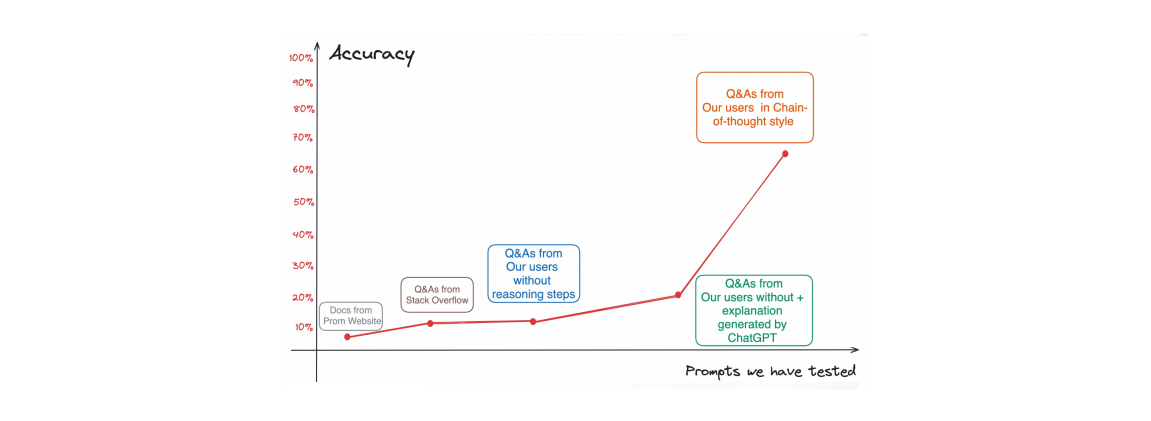 Accuracy
100%
90%
80%
70%
60%
50%
40%
30%
20%
10%
Docs from
Prom Website
Q&As from
Stack Overflow
Q&As from
Our users
without
reasoning steps
Q&As from
Our users without +
explanation
generated by
ChatGPT
Q&As from
Our users in Chain-
of-thought style
Prompts we have tested